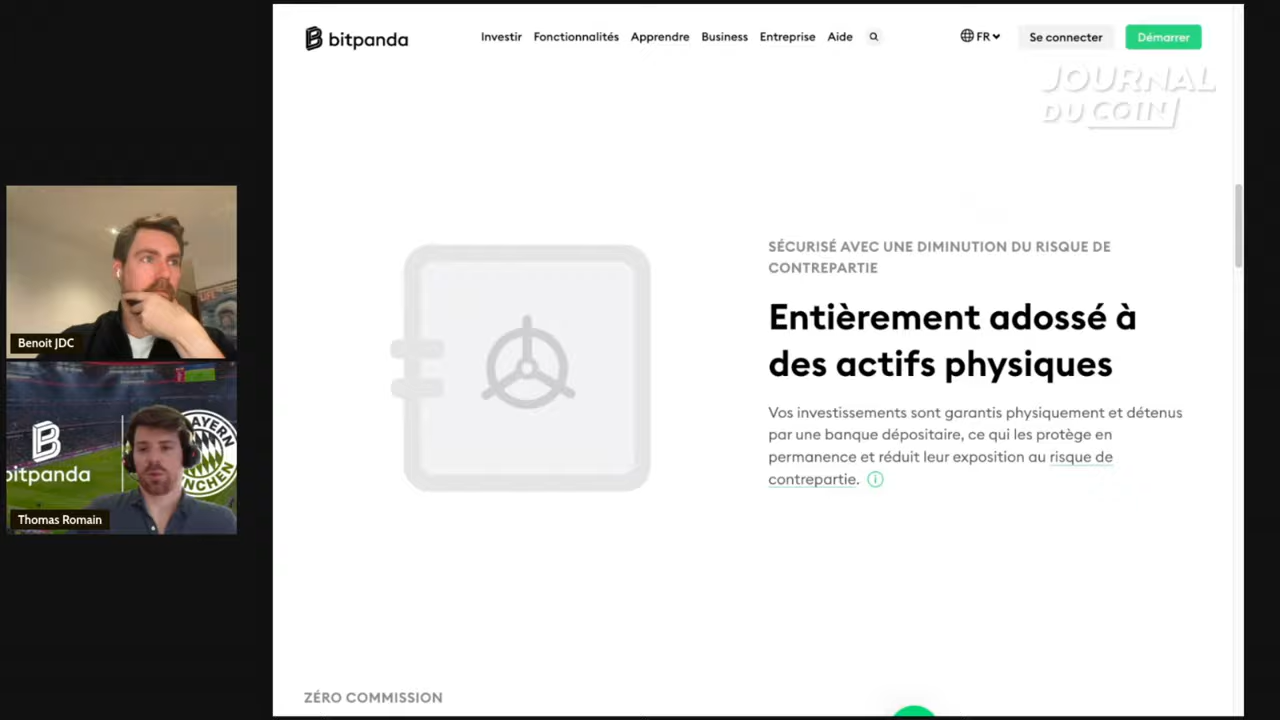 bitpanda
Investir Fonctionnalités Apprendre Business Entreprise Aide
FR
Se connecter
Démarrer
JOURNAL
DU COIN
SÉCURISÉ AVEC UNE DIMINUTION DU RISQUE DE
CONTREPARTIE
Entièrement adossé à
des actifs physiques
Vos investissements sont garantis physiquement et détenus
par une banque dépositaire, ce qui les protège en
permanence et réduit leur exposition au risque de
contrepartie.
ZÉRO COMMISSION
Benoit JDC
bitpanda
BAYERN
MÜNCHEN
Thomas Romain